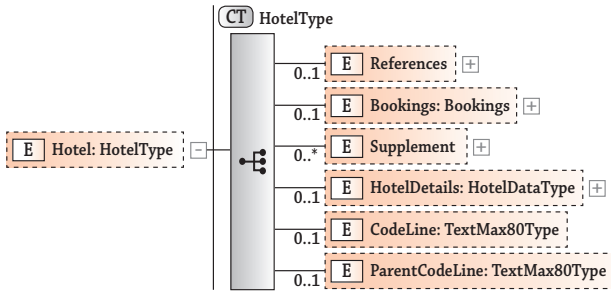 CT HotelType
E References
0..1
E Bookings: Bookings
0..1
E Hotel: HotelType
E Supplement
0..*
E HotelDetails: HotelDataType
0..1
E CodeLine: TextMax80Type
0..1
E ParentCodeLine: TextMax80Type
0..1